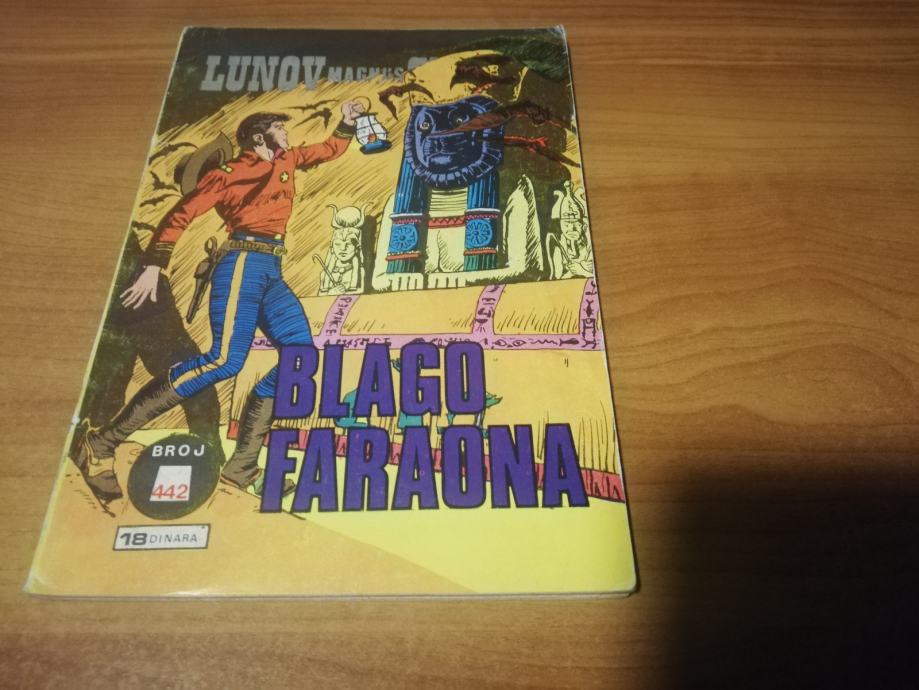 LUNOV MAGNUS
BLAGO
FARAONA
BROJ
442
18 DINARA